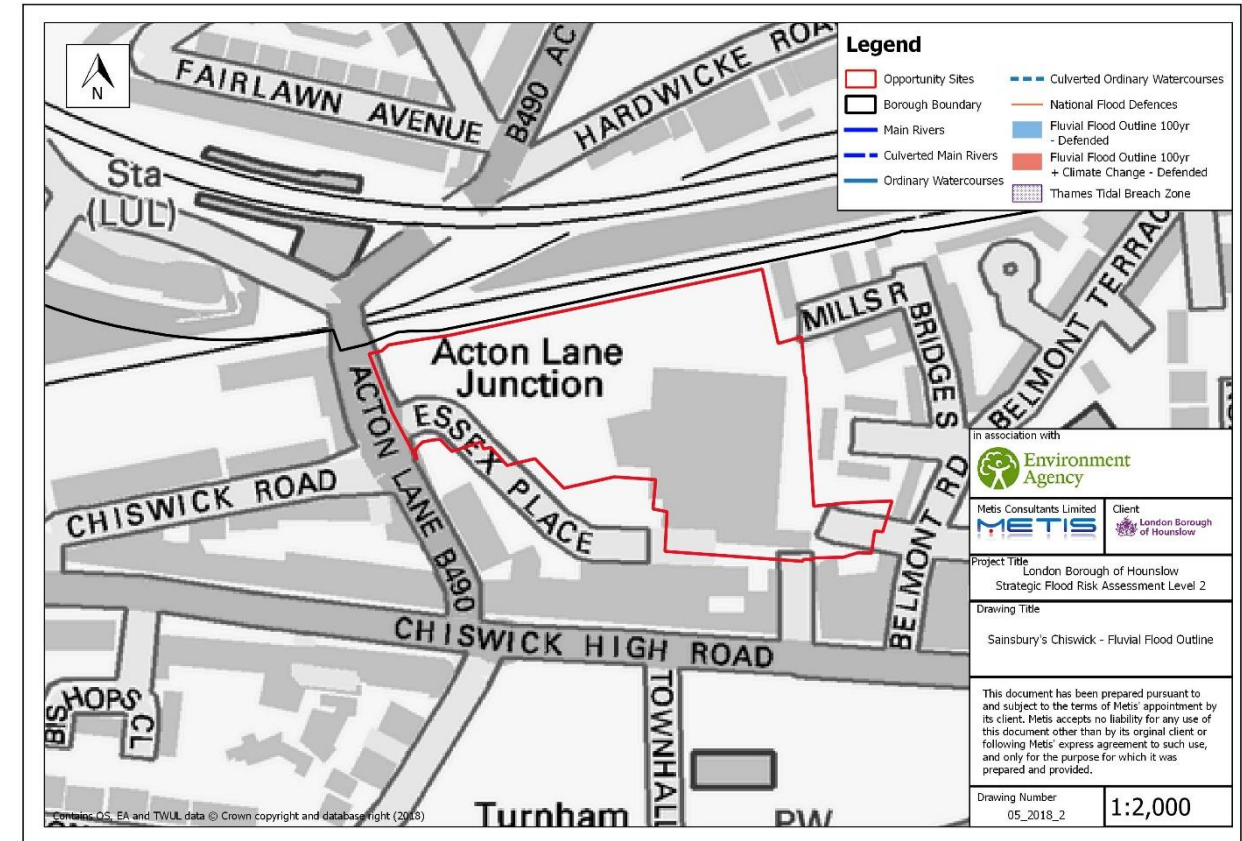 N
FAIRLAWN AVENUE
B490 AC
HARDWICKE ROA
Sta
(LUL)
Acton Lane
Junction
MILLS R
BRIDGE S
BELMONT TERRAC
ACTON LANE B490
ESSEX PLACE
CHISWICK ROAD
BELMONT RD
CHISWICK HIGH ROAD
HOPS CL
BIS
TOWNHALL
Turnham
PW
Contains OS, EA and TWUL data © Crown copyright and database right (2018)
Legend
Opportunity Sites
Borough Boundary
Main Rivers
Culverted Main Rivers
Ordinary Watercourses
Culverted Ordinary Watercourses
National Flood Defences
Fluvial Flood Outline 100yr
- Defended
Fluvial Flood Outline 100yr
+ Climate Change - Defended
Thames Tidal Breach Zone
in association with
Environment
Agency
Metis Consultants Limited
METIS
Client
London Borough
of Hounslow
Project Title
London Borough of Hounslow
Strategic Flood Risk Assessment Level 2
Drawing Title
Sainsbury's Chiswick - Fluvial Flood Outline
This document has been prepared pursuant to
and subject to the terms of Metis' appointment by
its client. Metis accepts no liability for any use of
this document other than by its orginal client or
following Metis' express agreement to such use,
and only for the purpose for which it was
prepared and provided.
Drawing Number
05_2018_2
1:2,000